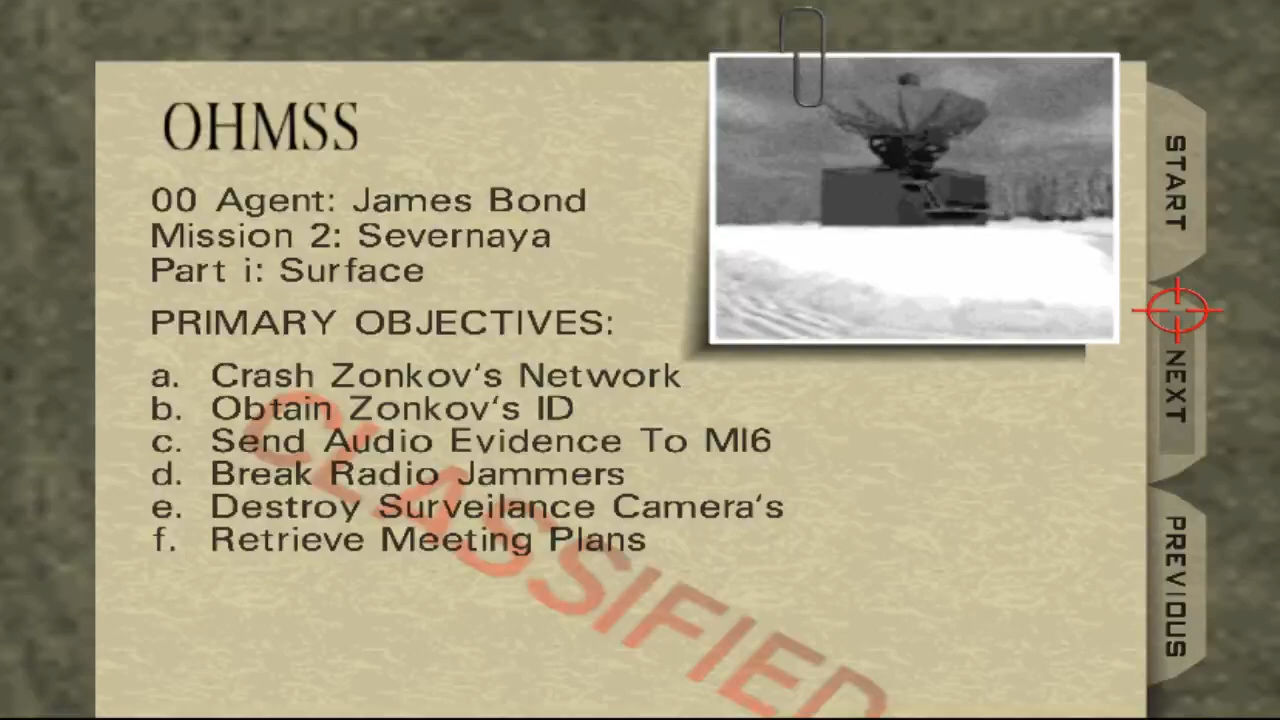 OHMSS
00 Agent: James Bond
Mission 2: Severnaya
Part i: Surface
PRIMARY OBJECTIVES:
a. Crash Zonkov's Network
b. Obtain Zonkov's ID
c. Send Audio Evidence To MI6
d. Break Radio Jammers
e. Destroy Surveilance Camera's
f. Retrieve Meeting Plans
CLASSIFIED
START
NEXT
PREVIOUS